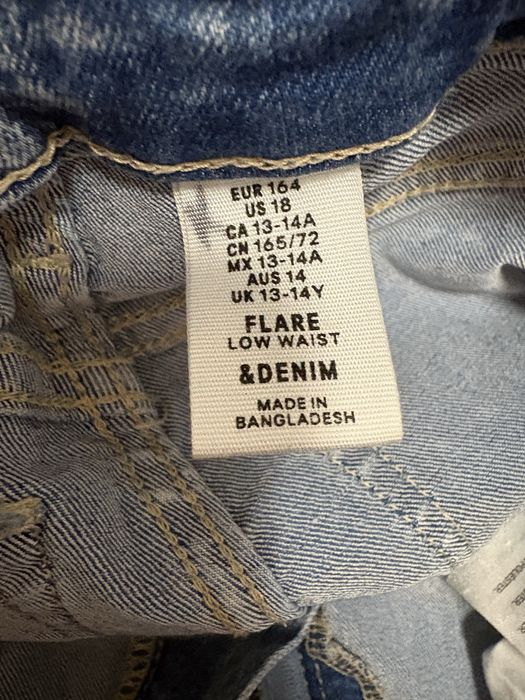 EUR 164
US 18
CA 13-14A
CN 165/72
MX 13-14A
AUS 14
UK 13-14Y
FLARE
LOW WAIST
&DENIM
MADE IN
BANGLADESH